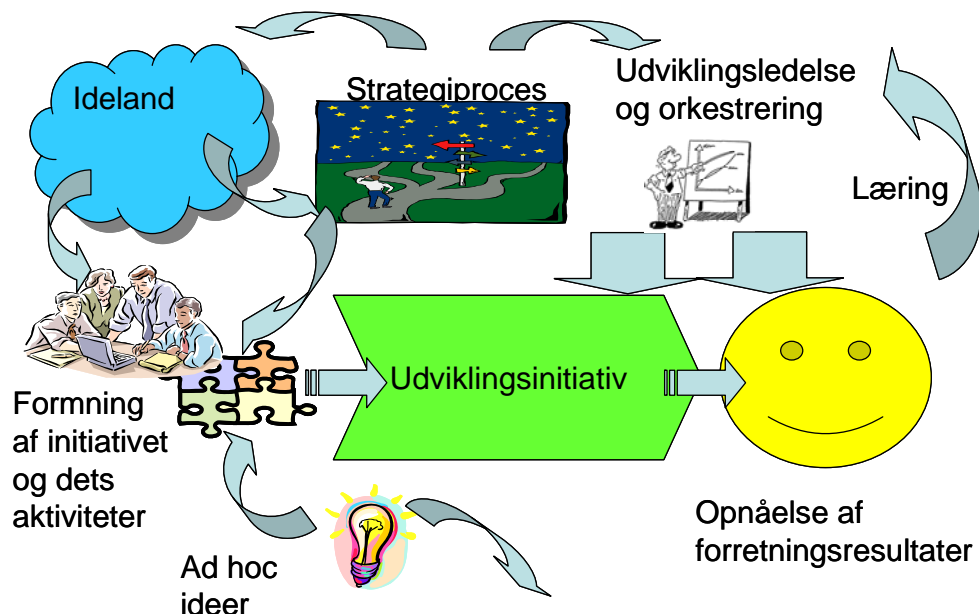 Ideland
Strategiproces
Udviklingsledelse
og orkestrering
Læring
Udviklingsinitiativ
Formning
af initiativet
og dets
aktiviteter
Ad hoc
ideer
Opnåelse af
forretningsresultater